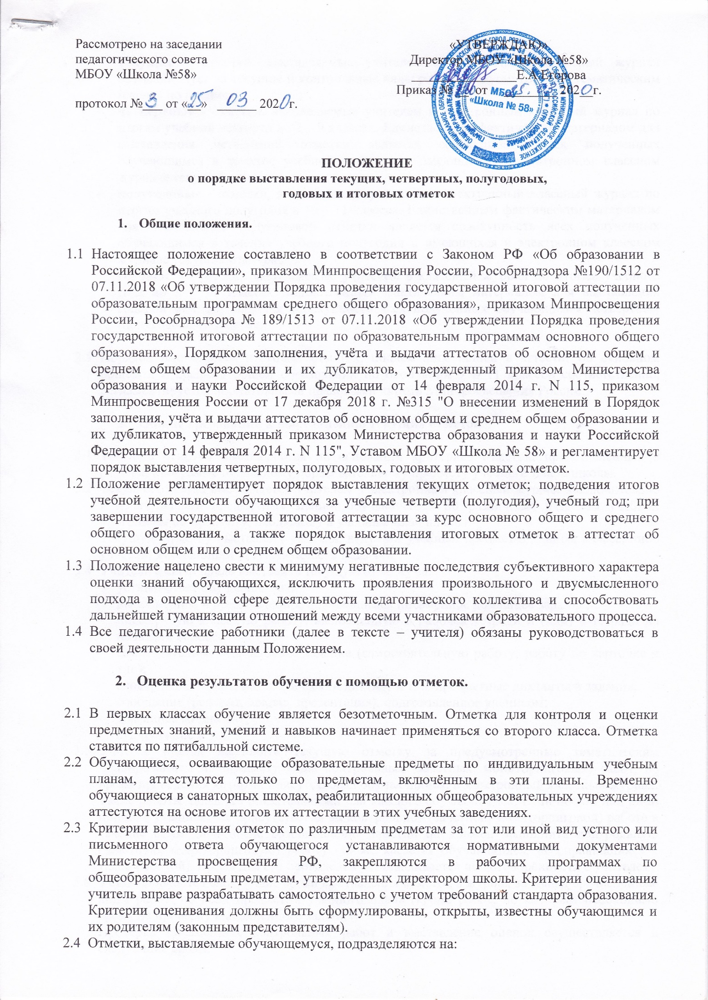 Рассмотрено на заседании
педагогического совета
МБОУ «Школа №58»
протокол № 3 от «25» 03 2020г.
«УТВЕРЖДАЮ»
Директор МБОУ «Школа №58»
Е.А.Егорова
Приказ № от 2020г.
МБОУ
«Школа № 58»
ПОЛОЖЕНИЕ
о порядке выставления текущих, четвертных, полугодовых,
годовых и итоговых отметок
1. Общие положения.
1.1 Настоящее положение составлено в соответствии с Законом РФ «Об образовании в
Российской Федерации», приказом Минпросвещения России, Рособрнадзора №190/1512 от
07.11.2018 «Об утверждении Порядка проведения государственной итоговой аттестации по
образовательным программам среднего общего образования», приказом Минпросвещения
России, Рособрнадзора № 189/1513 от 07.11.2018 «Об утверждении Порядка проведения
государственной итоговой аттестации по образовательным программам основного общего
образования», Порядком заполнения, учёта и выдачи аттестатов об основном общем и
среднем общем образовании и их дубликатов, утвержденный приказом Министерства
образования и науки Российской Федерации от 14 февраля 2014 г. N 115, приказом
Минпросвещения России от 17 декабря 2018 г. №315 "О внесении изменений в Порядок
заполнения, учёта и выдачи аттестатов об основном общем и среднем общем образовании и
их дубликатов, утвержденный приказом Министерства образования и науки Российской
Федерации от 14 февраля 2014 г. N 115", Уставом МБОУ «Школа № 58» и регламентирует
порядок выставления четвертных, полугодовых, годовых и итоговых отметок.
1.2 Положение регламентирует порядок выставления текущих отметок; подведения итогов
учебной деятельности обучающихся за учебные четверти (полугодия), учебный год; при
завершении государственной итоговой аттестации за курс основного общего и среднего
общего образования, а также порядок выставления итоговых отметок в аттестат об
основном общем или о среднем общем образовании.
1.3 Положение нацелено свести к минимуму негативные последствия субъективного характера
оценки знаний обучающихся, исключить проявления произвольного и двусмысленного
подхода в оценочной сфере деятельности педагогического коллектива и способствовать
дальнейшей гуманизации отношений между всеми участниками образовательного процесса.
1.4 Все педагогические работники (далее в тексте – учителя) обязаны руководствоваться в
своей деятельности данным Положением.
2. Оценка результатов обучения с помощью отметок.
2.1 В первых классах обучение является безотметочным. Отметка для контроля и оценки
предметных знаний, умений и навыков начинает применяться со второго класса. Отметка
ставится по пятибалльной системе.
2.2 Обучающиеся, осваивающие образовательные предметы по индивидуальным учебным
планам, аттестуются только по предметам, включённым в эти планы. Временно
обучающиеся в санаторных школах, реабилитационных общеобразовательных учреждениях
аттестуются на основе итогов их аттестации в этих учебных заведениях.
2.3 Критерии выставления отметок по различным предметам за тот или иной вид устного или
письменного ответа обучающегося устанавливаются нормативными документами
Министерства просвещения РФ, закрепляются в рабочих программах по
общеобразовательным предметам, утвержденных директором школы. Критерии оценивания
учитель вправе разрабатывать самостоятельно с учетом требований стандарта образования.
Критерии оценивания должны быть сформулированы, открыты, известны обучающимся и
их родителям (законным представителям).
2.4 Отметки, выставляемые обучающемуся, подразделяются на: